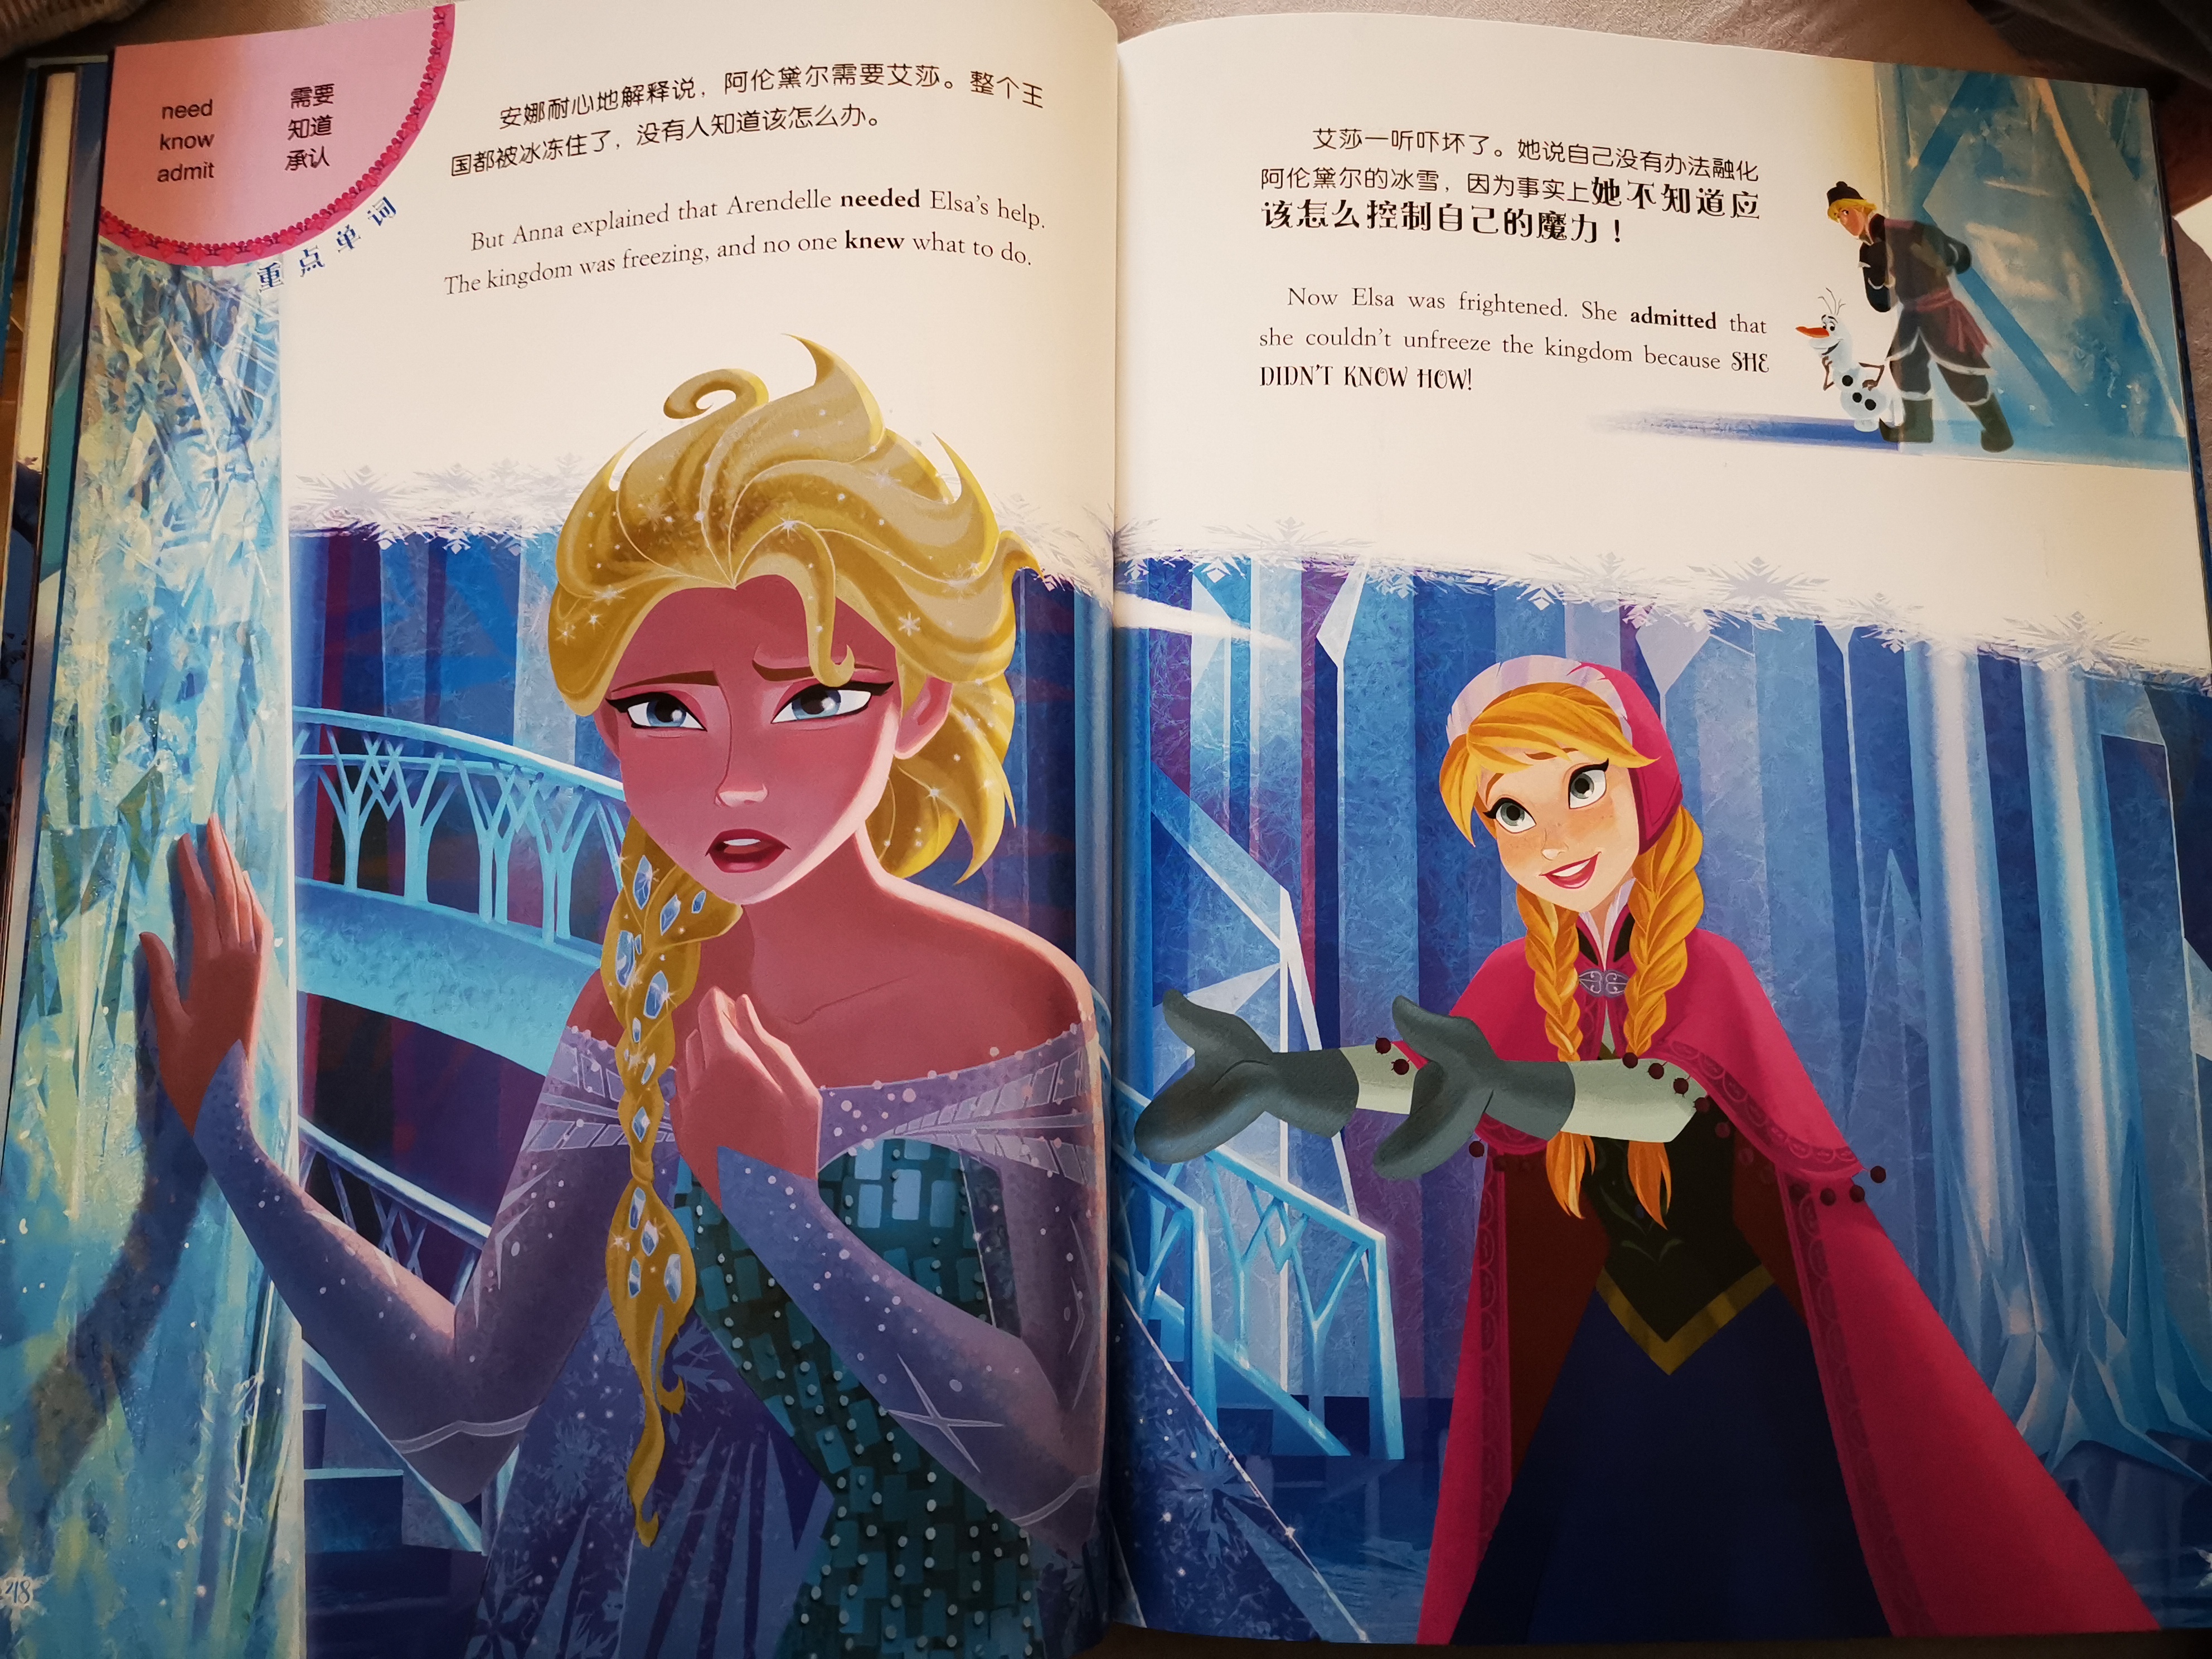 need 需要
know 知道
admit 承认
重点单词
安娜耐心地解释说，阿伦黛尔需要艾莎。整个王
国都被冰冻住了，没有人知道该怎么办。
But Anna explained that Arendelle needed Elsa's help.
The kingdom was freezing, and no one knew what to do.
48
艾莎一听吓坏了。她说自己没有办法融化
阿伦黛尔的冰雪，因为事实上她不知道应
该怎么控制自己的魔力！
Now Elsa was frightened. She admitted that
she couldn't unfreeze the kingdom because SHE
DIDN'T KNOW HOW!